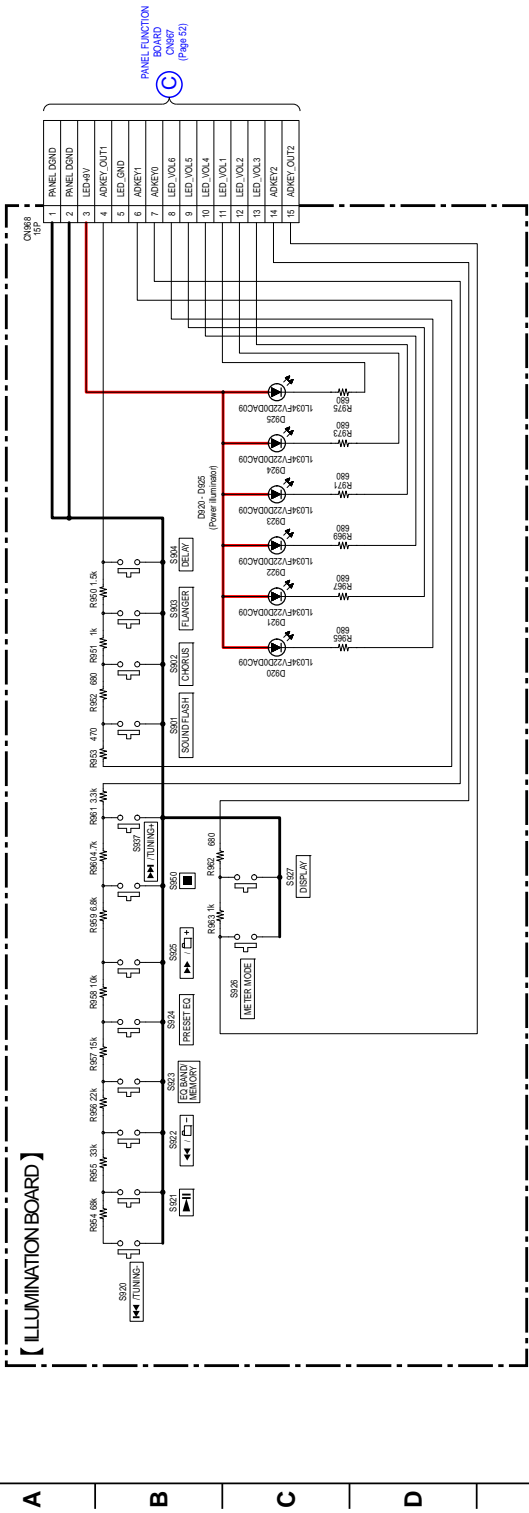 【 ILLUMINATION BOARD 】
A
B
C
D
S920
⏮ /TUNING-
R954 68k
S921
▶II
R955 33k
S922
◀◀ / −
R956 22k
S923
EQ BAND/
MEMORY
R957 15k
S924
PRESET EQ
R958 10k
S925
▶▶ / +
R959 6.8k
S950
■
R960 4.7k
S937
⏭ /TUNING+
R961 3.3k
R953 470
S901
SOUND FLASH
R952 680
S902
CHORUS
R951 1k
S903
FLANGER
R950 1.5k
S904
DELAY
S926
METER MODE
R963 1k
S927
DISPLAY
R962 680
D920 - D925
(Power illuminator)
D920
1L034FV22D0DAC09
R965
680
D921
1L034FV22D0DAC09
R967
680
D922
1L034FV22D0DAC09
R969
680
D923
1L034FV22D0DAC09
R971
680
D924
1L034FV22D0DAC09
R973
680
D925
1L034FV22D0DAC09
R975
680
CN968
15P
1 PANEL DGND
2 PANEL DGND
3 LED+9V
4 ADKEY_OUT1
5 LED_GND
6 ADKEY1
7 ADKEY0
8 LED_VOL6
9 LED_VOL5
10 LED_VOL4
11 LED_VOL1
12 LED_VOL2
13 LED_VOL3
14 ADKEY2
15 ADKEY_OUT2
C
PANEL FUNCTION
BOARD
CN967
(Page 52)